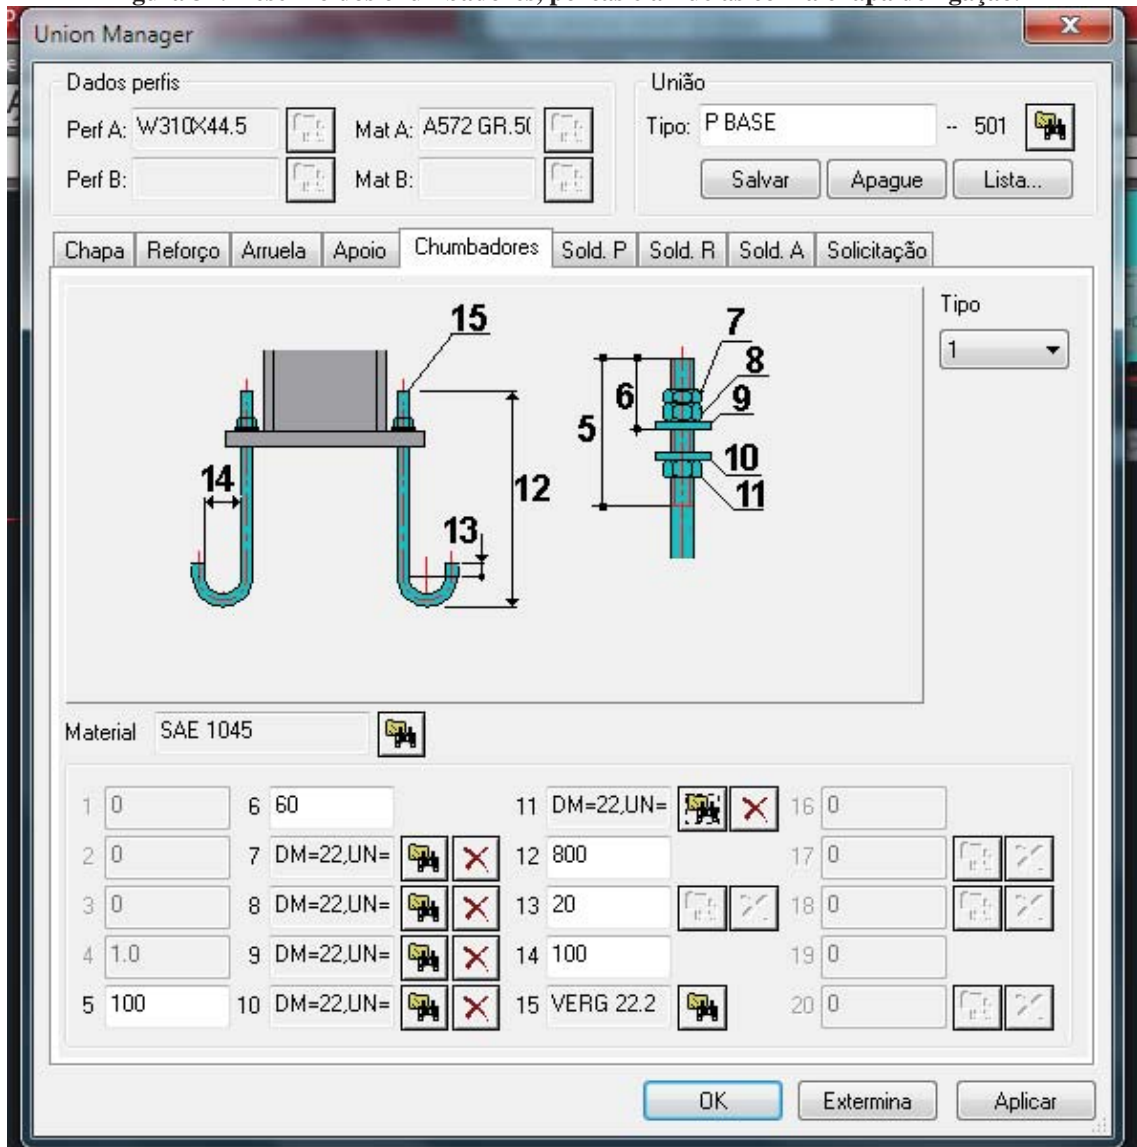 Union Manager
Dados perfis
União
Perf A: W310X44.5 Mat A: A572 GR.5(
Tipo: P BASE -- 501
Perf B: Mat B:
Salvar Apague Lista...
Chapa Reforço Arruela Apoio Chumbadores Sold. P Sold. R Sold. A Solicitação
Tipo
1
15
14
12
13
7
8
6
9
5
10
11
Material SAE 1045
1 0 6 60 11 DM=22,UN= 16 0
2 0 7 DM=22,UN= 12 800 17 0
3 0 8 DM=22,UN= 13 20 18 0
4 1.0 9 DM=22,UN= 14 100 19 0
5 100 10 DM=22,UN= 15 VERG 22.2 20 0
OK Extermina Aplicar